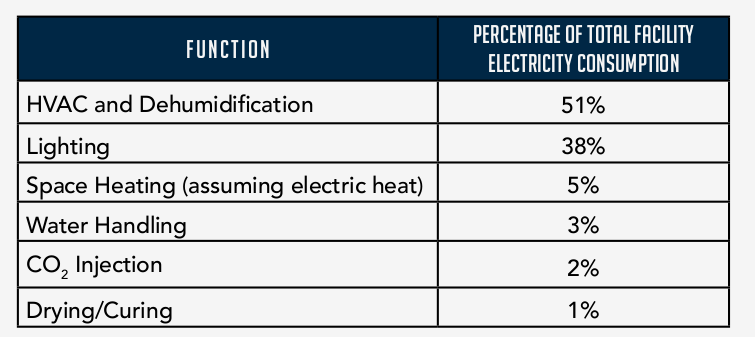 FUNCTION
PERCENTAGE OF TOTAL FACILITY
ELECTRICITY CONSUMPTION
HVAC and Dehumidification 51%
Lighting 38%
Space Heating (assuming electric heat) 5%
Water Handling 3%
CO₂ Injection 2%
Drying/Curing 1%